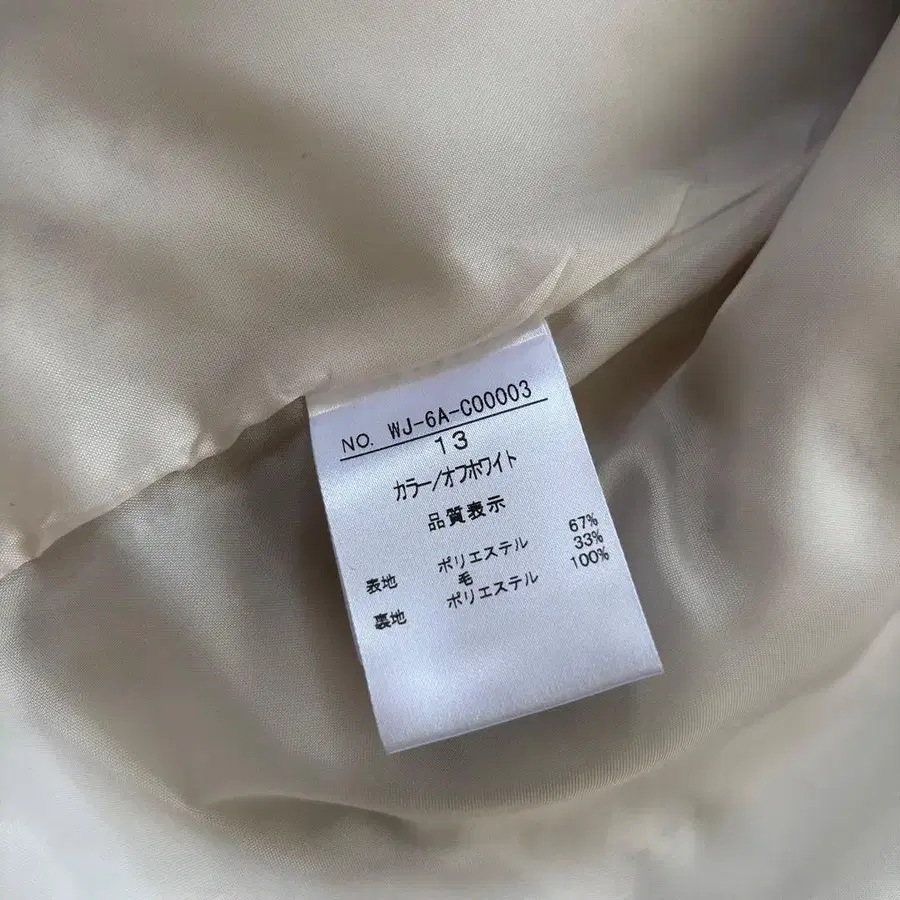 NO. WJ-6A-C00003
13
カラー/オフホワイト
品質表示
表地 ポリエステル 67%
毛 33%
裏地 ポリエステル 100%